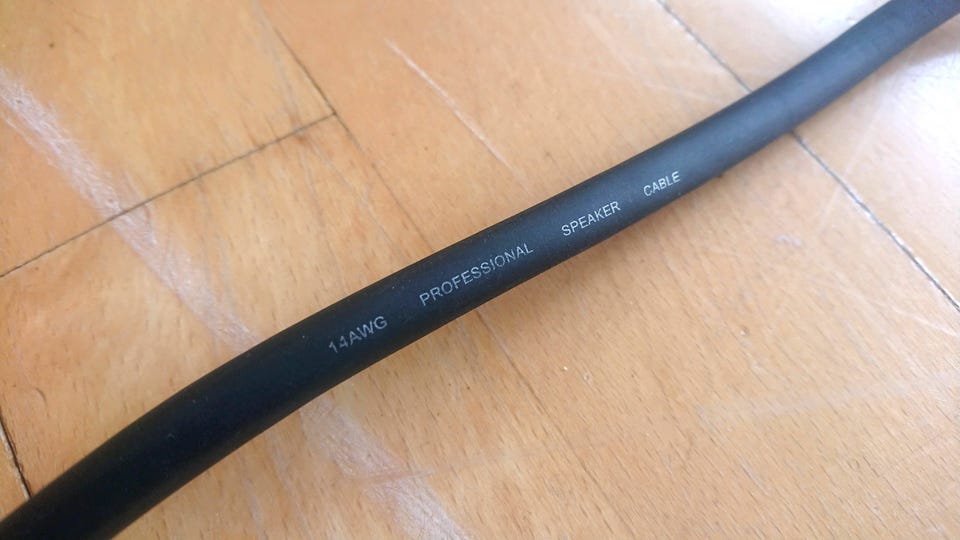 14AWG PROFESSIONAL SPEAKER CABLE